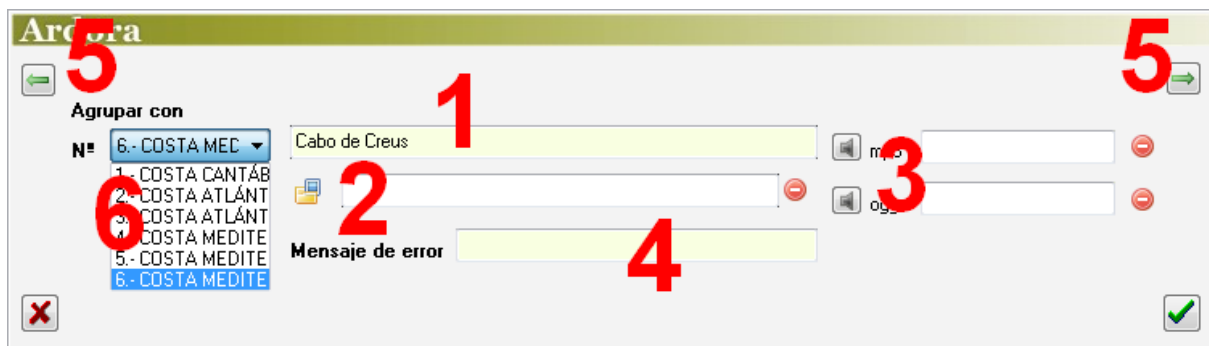 Ardora
5
5
1
Agrupar con
Nº 6.- COSTA MEC Cabo de Creus mp3
1.- COSTA CANTÁB
2.- COSTA ATLÁNT
3.- COSTA ATLÁNT
4.- COSTA MEDITE
5.- COSTA MEDITE
6.- COSTA MEDITE
6
2
3
ogg
Mensaje de error
4